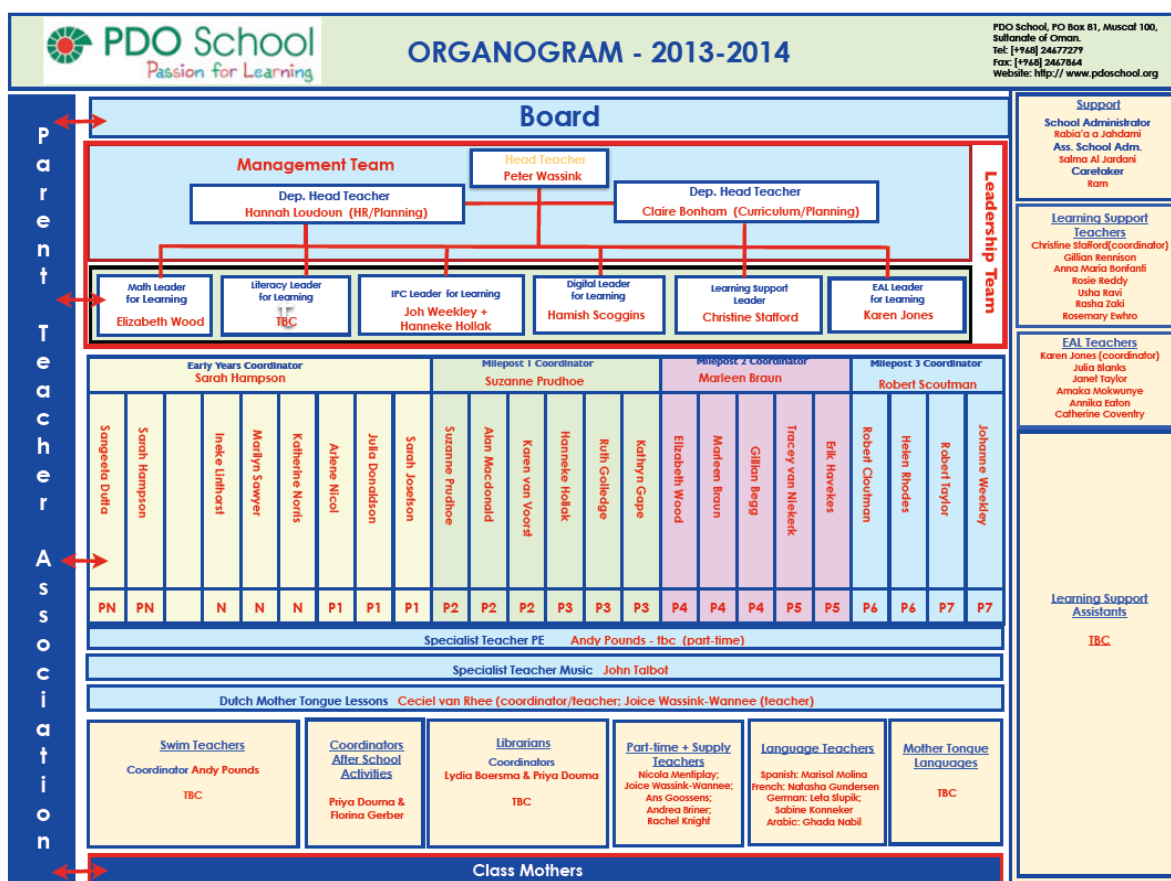 PDO School
Passion for Learning
ORGANOGRAM - 2013-2014
PDO School, PO Box 81, Muscat 100,
Sultanate of Oman.
Tel: [+968] 24677279
Fax: [+968] 2467864
Website: http:// www.pdoschool.org
Parent Teacher Association
Board
Management Team
Head Teacher
Peter Wassink
Dep. Head Teacher
Hannah Loudoun (HR/Planning)
Dep. Head Teacher
Claire Bonham (Curriculum/Planning)
Leadership Team
Math Leader
for Learning
Elizabeth Wood
Literacy Leader
for Learning
TBC
IPC Leader for Learning
Joh Weekley +
Hanneke Hollak
Digital Leader
for Learning
Hamish Scoggins
Learning Support
Leader
Christine Stafford
EAL Leader
for Learning
Karen Jones
Early Years Coordinator
Sarah Hampson
Milepost 1 Coordinator
Suzanne Prudhoe
Milepost 2 Coordinator
Marleen Braun
Milepost 3 Coordinator
Robert Scoutman
Sangeeta Dutta
Sarah Hampson
Ineke Linthorst
Marilyn Sawyer
Katherine Norris
Arlene Nicol
Julia Donaldson
Sarah Josefson
Suzanne Prudhoe
Alan Macdonald
Karen van Voorst
Hanneke Hollak
Ruth Golledge
Kathryn Gape
Elizabeth Wood
Marleen Braun
Gillian Begg
Tracey van Niekerk
Erik Havekes
Robert Cloutman
Helen Rhodes
Robert Taylor
Johanne Weekley
PN PN N N N P1 P1 P1 P2 P2 P2 P3 P3 P3 P4 P4 P4 P5 P5 P6 P6 P7 P7
Specialist Teacher PE Andy Pounds - tbc (part-time)
Specialist Teacher Music John Talbot
Dutch Mother Tongue Lessons Ceciel van Rhee (coordinator/teacher; Joice Wassink-Wannee (teacher)
Swim Teachers
Coordinator Andy Pounds
TBC
Coordinators
After School
Activities
Priya Douma &
Florina Gerber
Librarians
Coordinators
Lydia Boersma & Priya Douma
TBC
Part-time + Supply
Teachers
Nicola Mentiplay;
Joice Wassink-Wannee;
Ans Goossens;
Andrea Briner;
Rachel Knight
Language Teachers
Spanish: Marisol Molina
French: Natasha Gundersen
German: Leta Slupik;
Sabine Konneker
Arabic: Ghada Nabil
Mother Tongue
Languages
TBC
Class Mothers
Support
School Administrator
Rabia'a a Jahdami
Ass. School Adm.
Salma Al Jardani
Caretaker
Ram
Learning Support
Teachers
Christine Stafford(coordinator)
Gillian Rennison
Anna Maria Bonfanti
Rosie Reddy
Usha Ravi
Rasha Zaki
Rosemary Ewhro
EAL Teachers
Karen Jones (coordinator)
Julia Blanks
Janet Taylor
Amaka Mokwunye
Annika Eaton
Catherine Coventry
Learning Support
Assistants
TBC